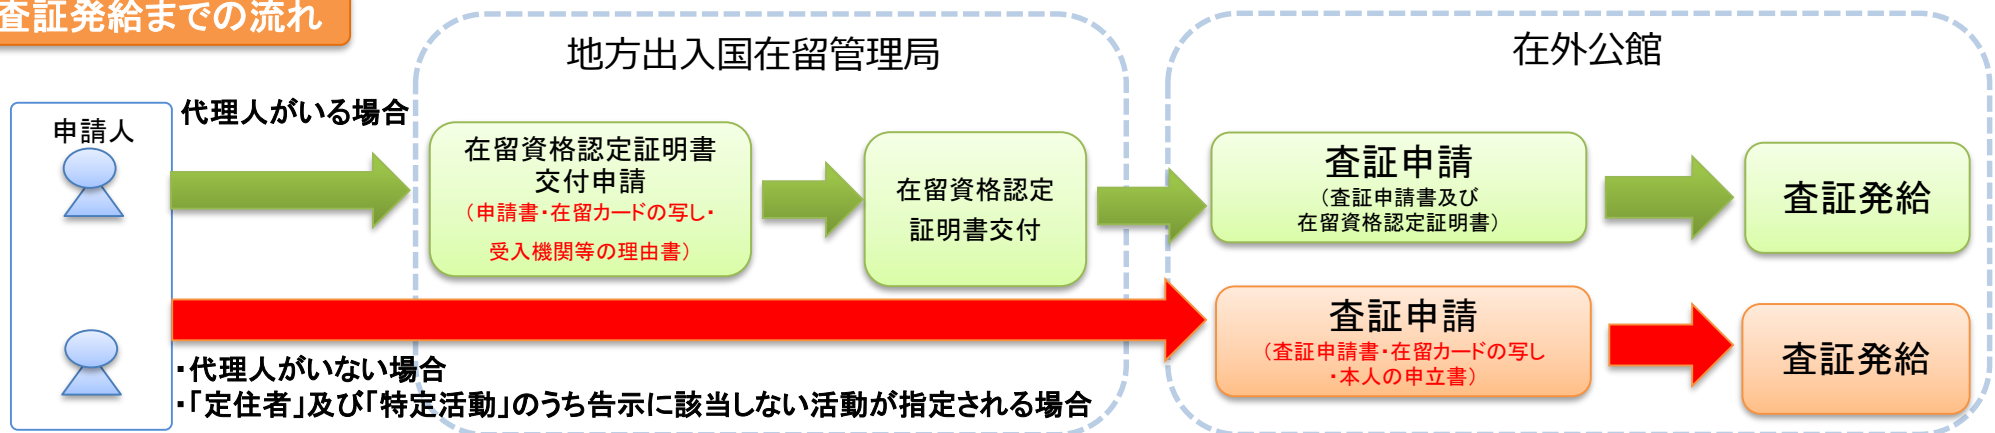 査証発給までの流れ
地方出入国在留管理局
在外公館
申請人
代理人がいる場合
在留資格認定証明書
交付申請
（申請書・在留カードの写し・
受入機関等の理由書）
在留資格認定
証明書交付
査証申請
（査証申請書及び
在留資格認定証明書）
査証発給
・代理人がいない場合
・「定住者」及び「特定活動」のうち告示に該当しない活動が指定される場合
査証申請
（査証申請書・在留カードの写し
・本人の申立書）
査証発給